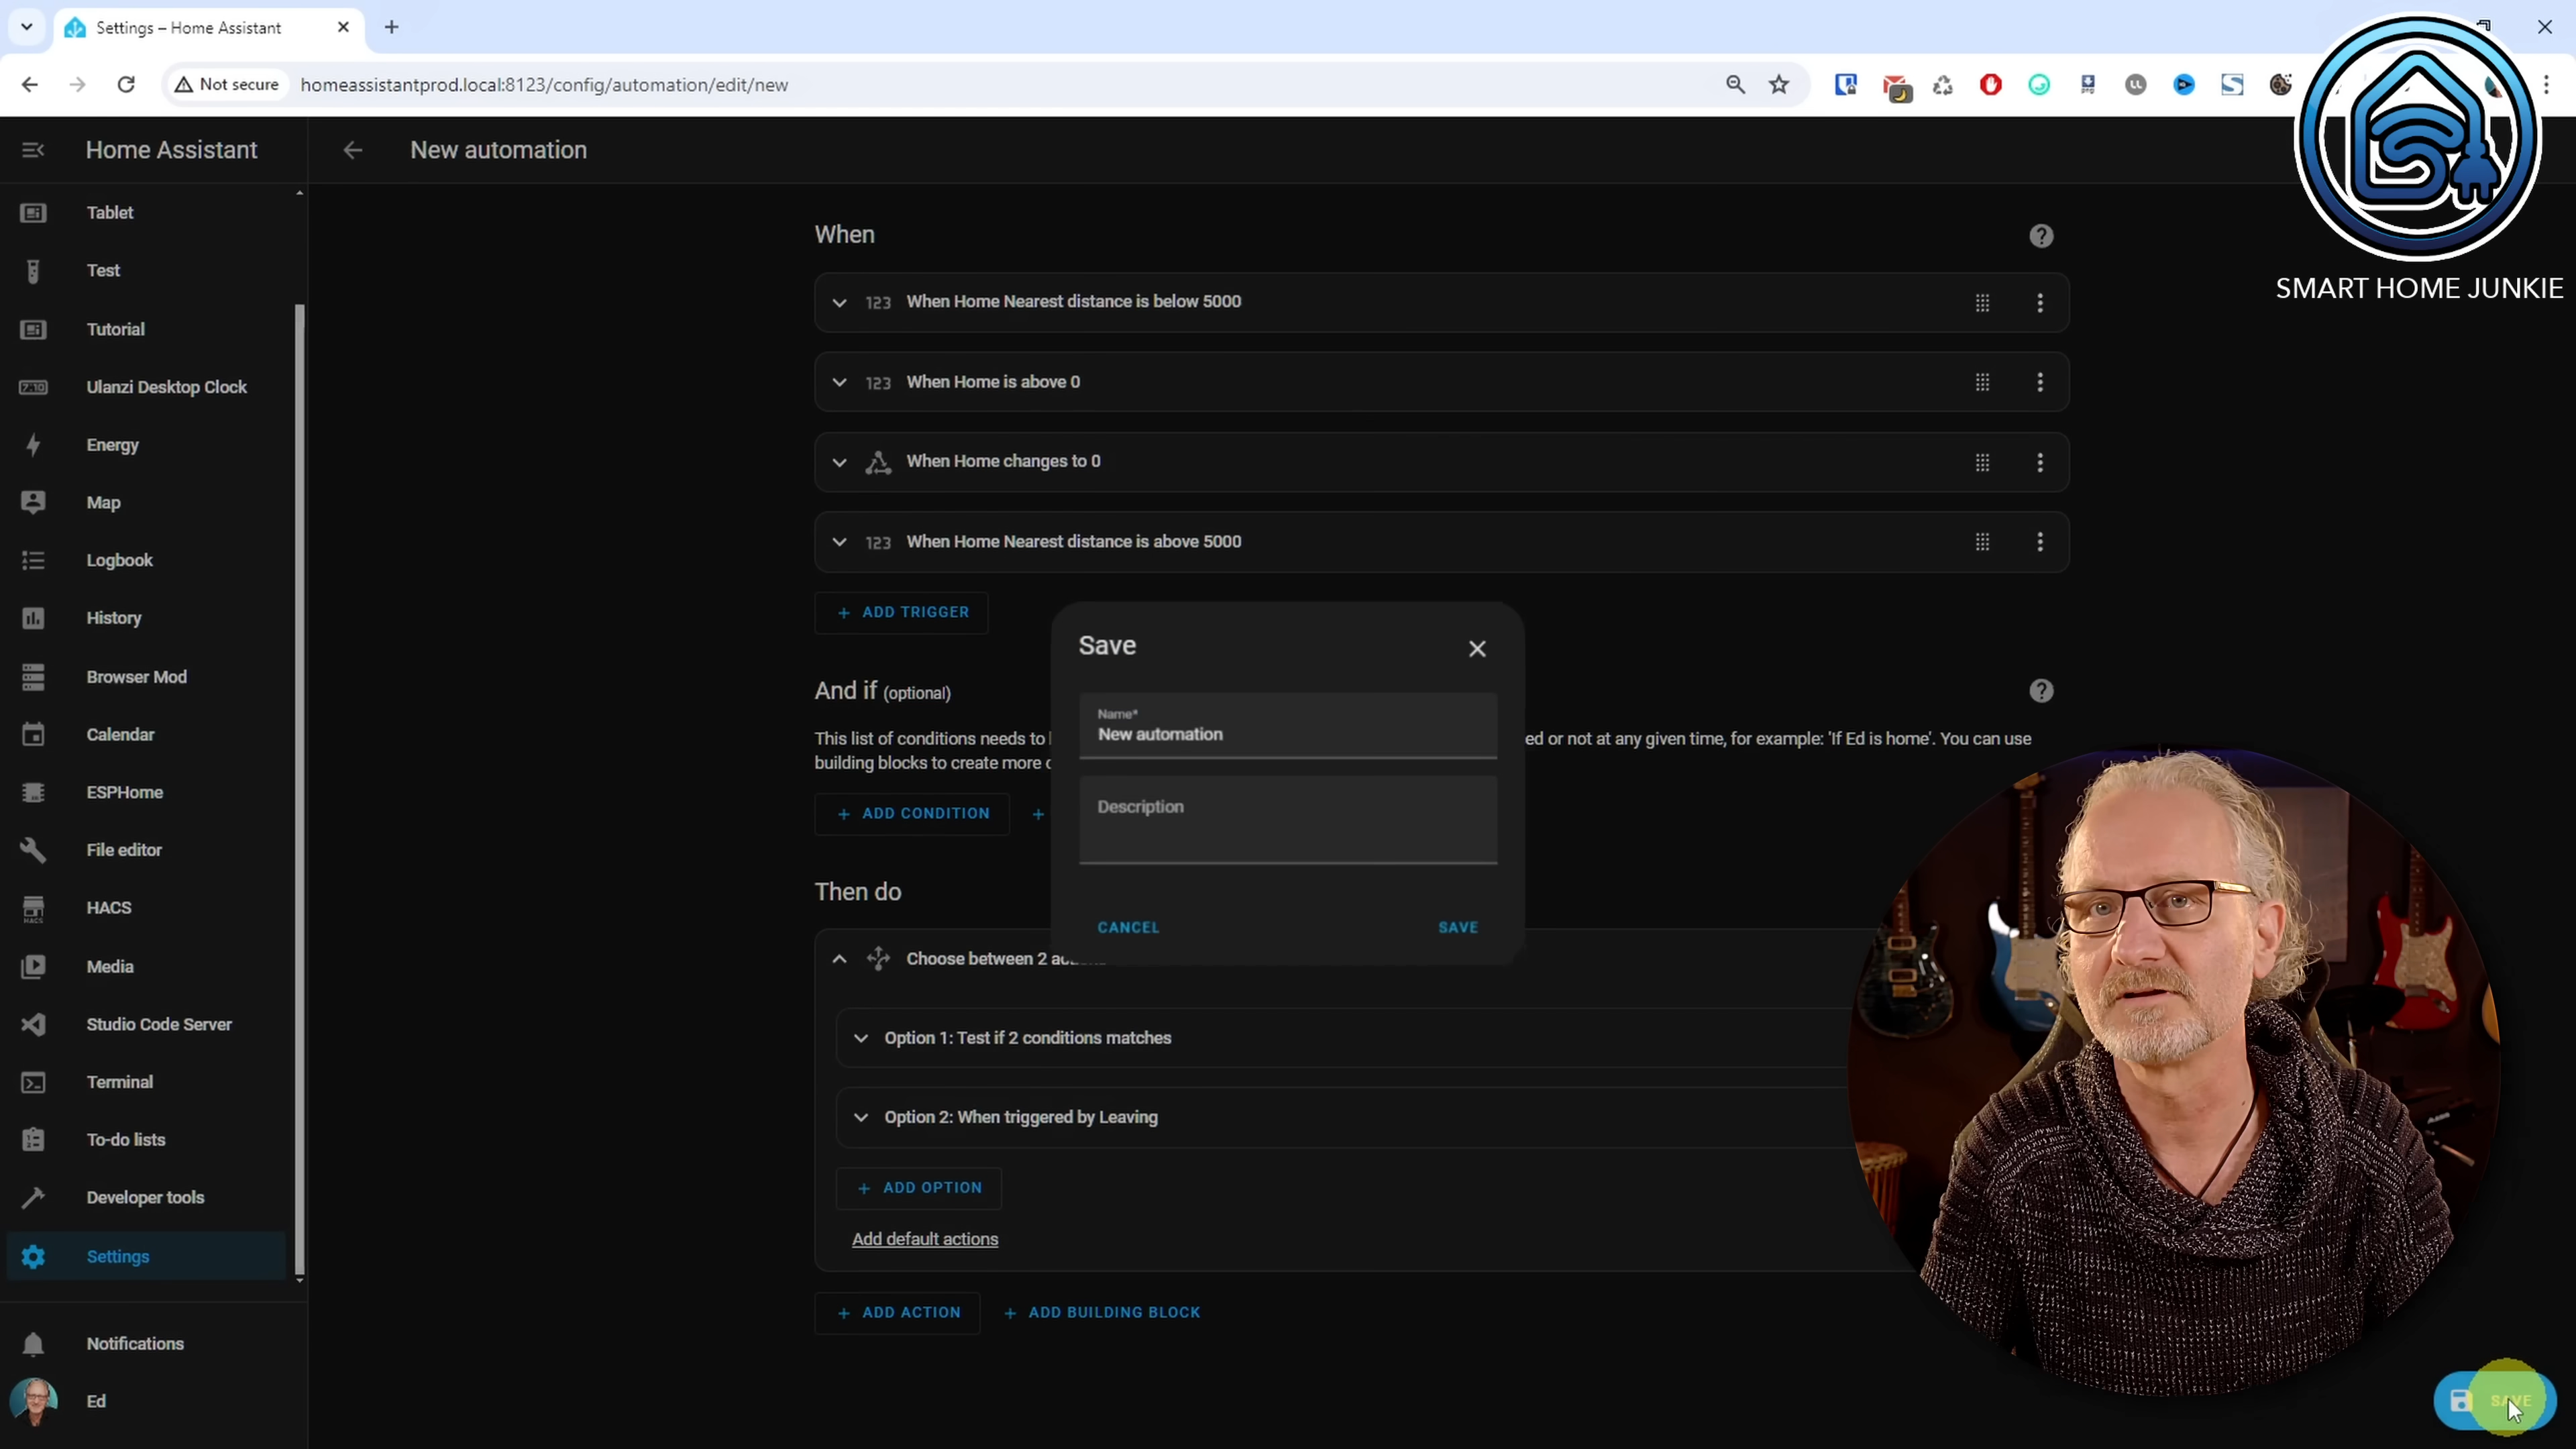 Settings – Home Assistant
Not secure
homeassistantprod.local:8123/config/automation/edit/new
SMART HOME JUNKIE
Home Assistant
New automation
Tablet
Test
Tutorial
Ulanzi Desktop Clock
Energy
Map
Logbook
History
Browser Mod
Calendar
ESPHome
File editor
HACS
Media
Studio Code Server
Terminal
To-do lists
Developer tools
Settings
Notifications
Ed
When
123 When Home Nearest distance is below 5000
123 When Home is above 0
When Home changes to 0
123 When Home Nearest distance is above 5000
+ ADD TRIGGER
And if (optional)
This list of conditions needs to
ed or not at any given time, for example: 'If Ed is home'. You can use
building blocks to create more
+ ADD CONDITION +
Save
Name*
New automation
Description
CANCEL
SAVE
Then do
Choose between 2
Option 1: Test if 2 conditions matches
Option 2: When triggered by Leaving
+ ADD OPTION
Add default actions
+ ADD ACTION
+ ADD BUILDING BLOCK
SAVE